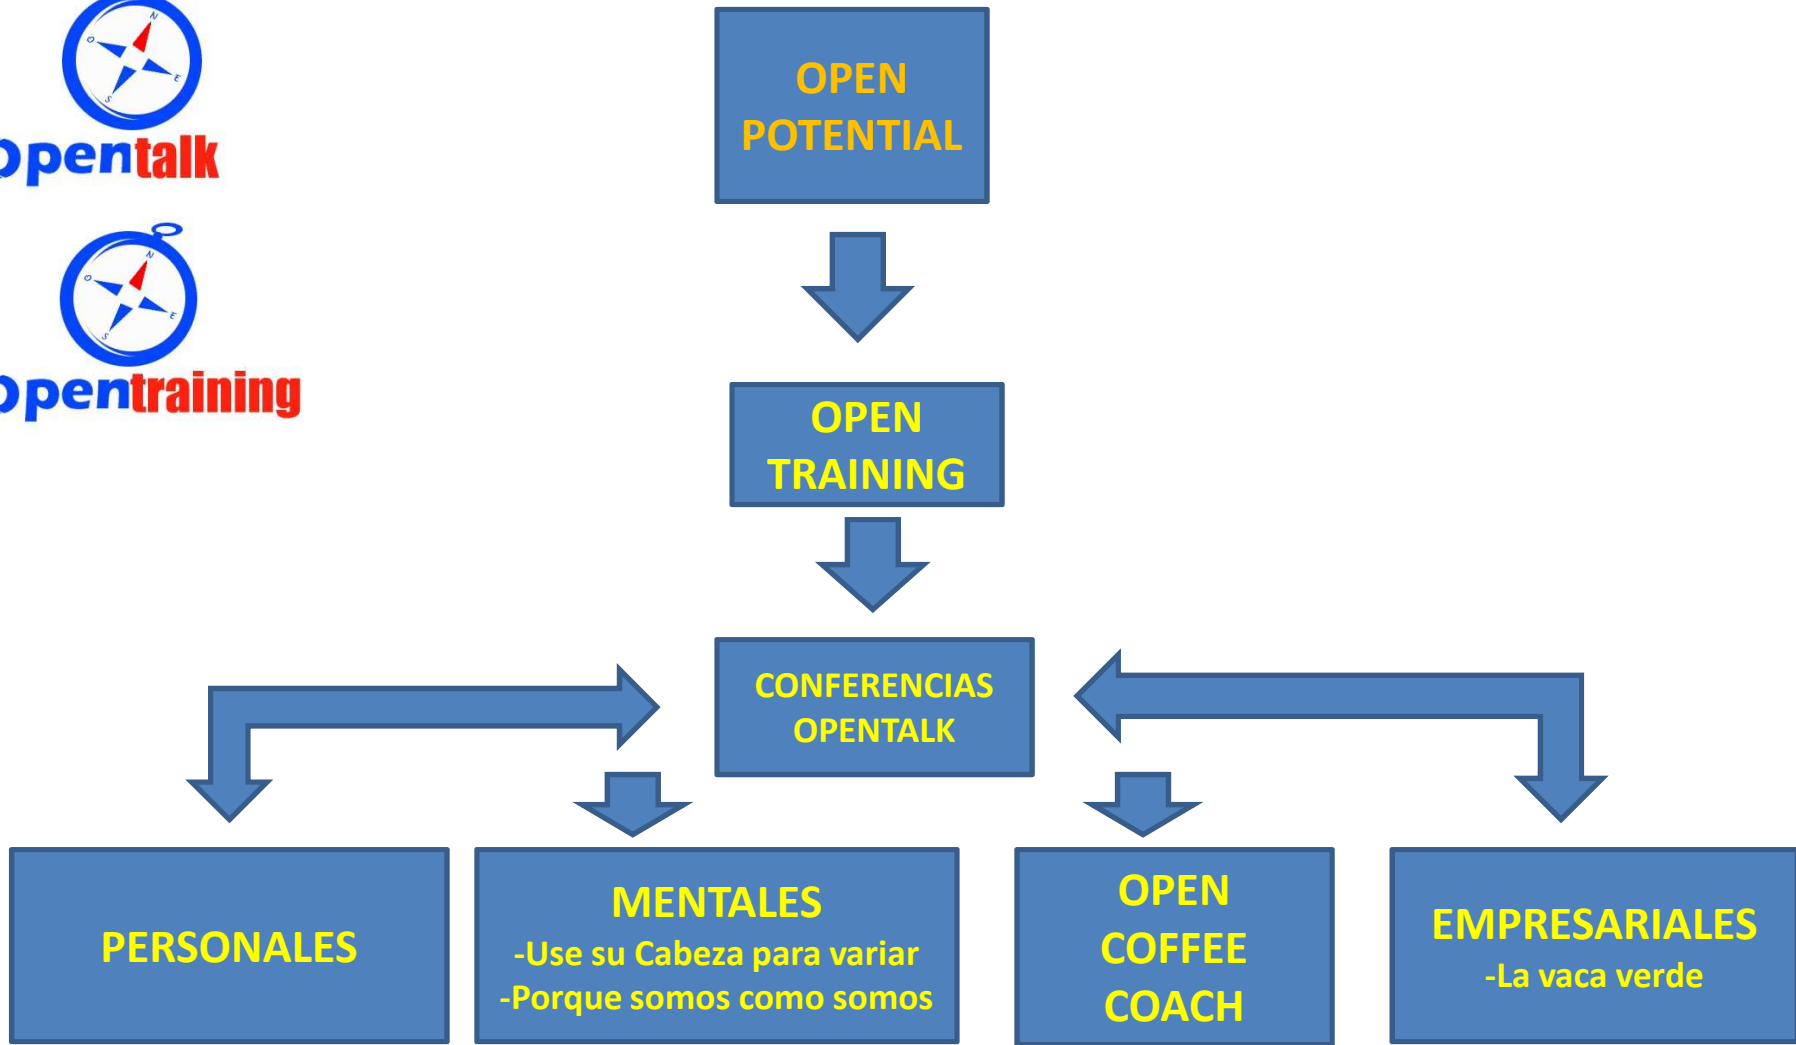 N
O
E
S
opentalk
N
O
E
S
opentraining
OPEN
POTENTIAL
OPEN
TRAINING
CONFERENCIAS
OPENTALK
PERSONALES
MENTALES
-Use su Cabeza para variar
-Porque somos como somos
OPEN
COFFEE
COACH
EMPRESARIALES
-La vaca verde